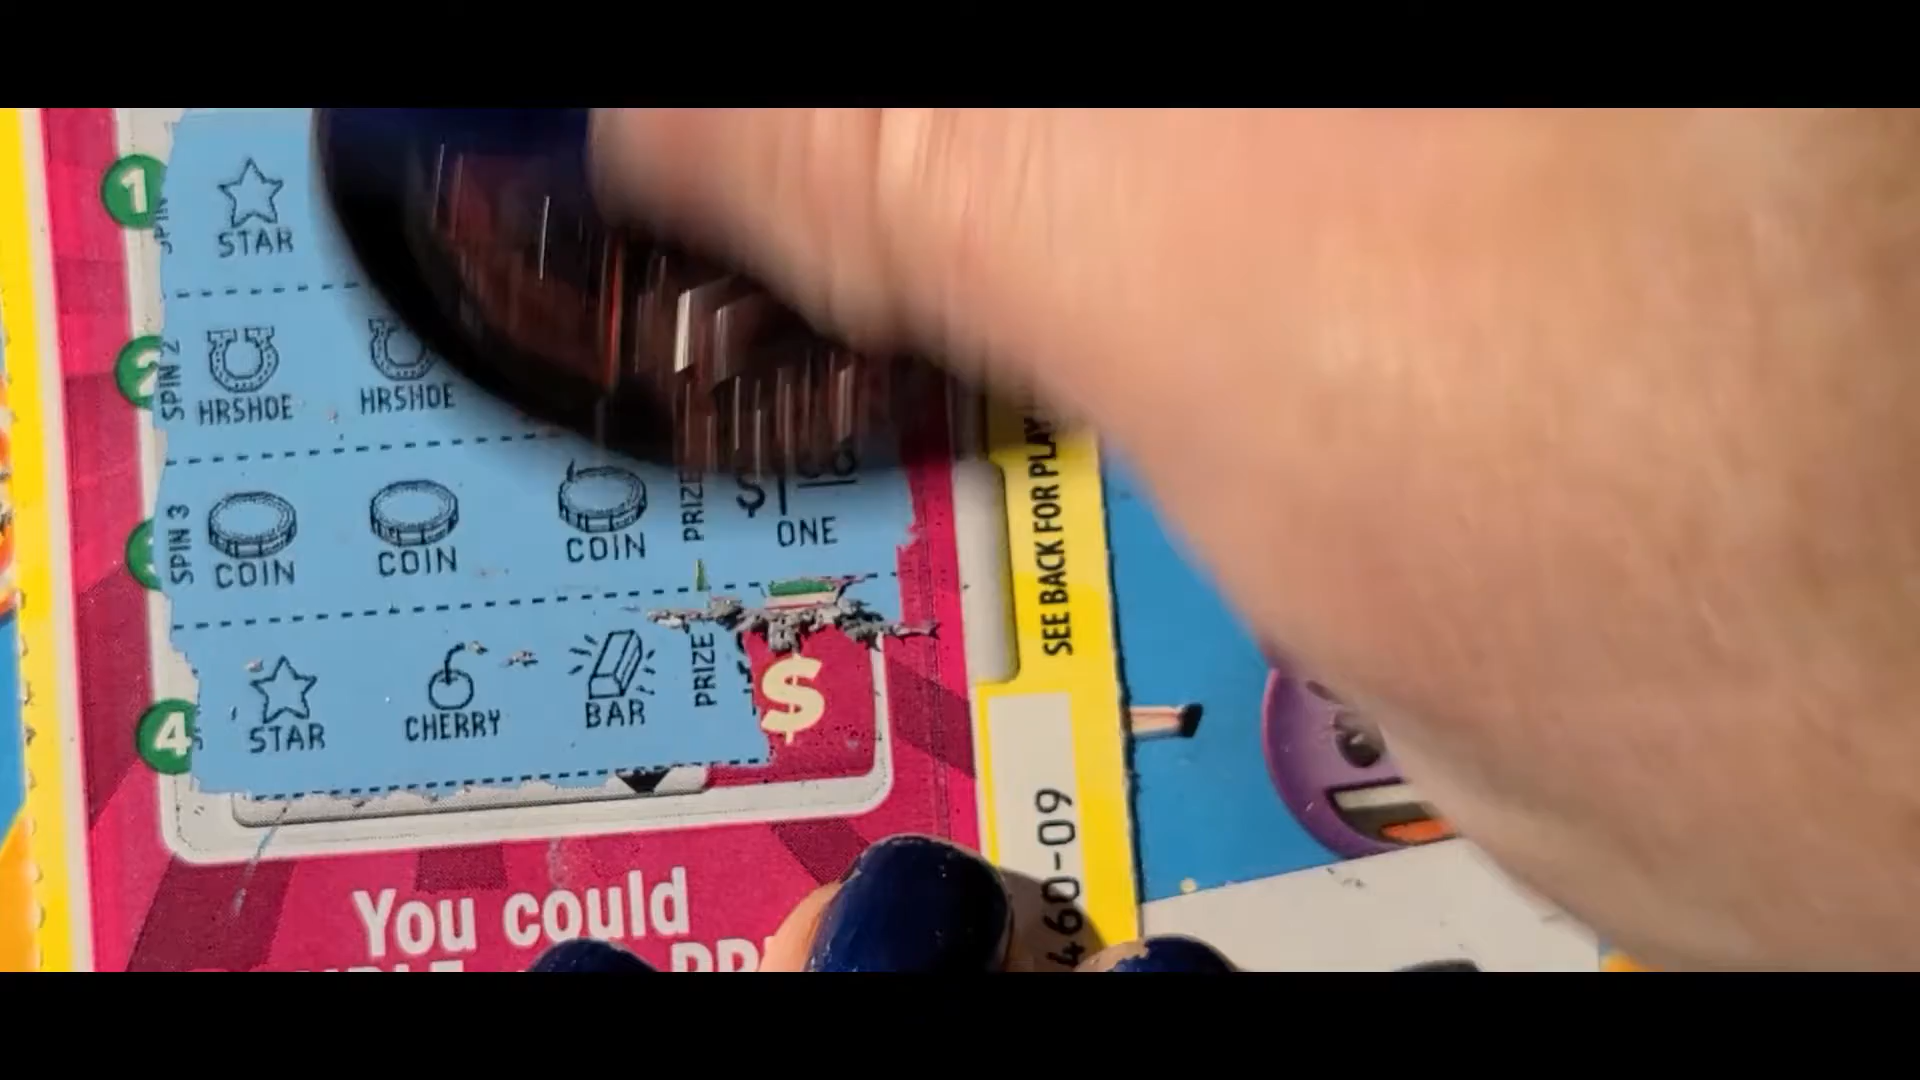 1
STAR
2
SPIN 2
HRSHOE
HRSHOE
SPIN 3
COIN
COIN
COIN
PRIZE
$1
ONE
4
STAR
CHERRY
BAR
PRIZE
$
You could
SEE BACK FOR PLAY
460-09